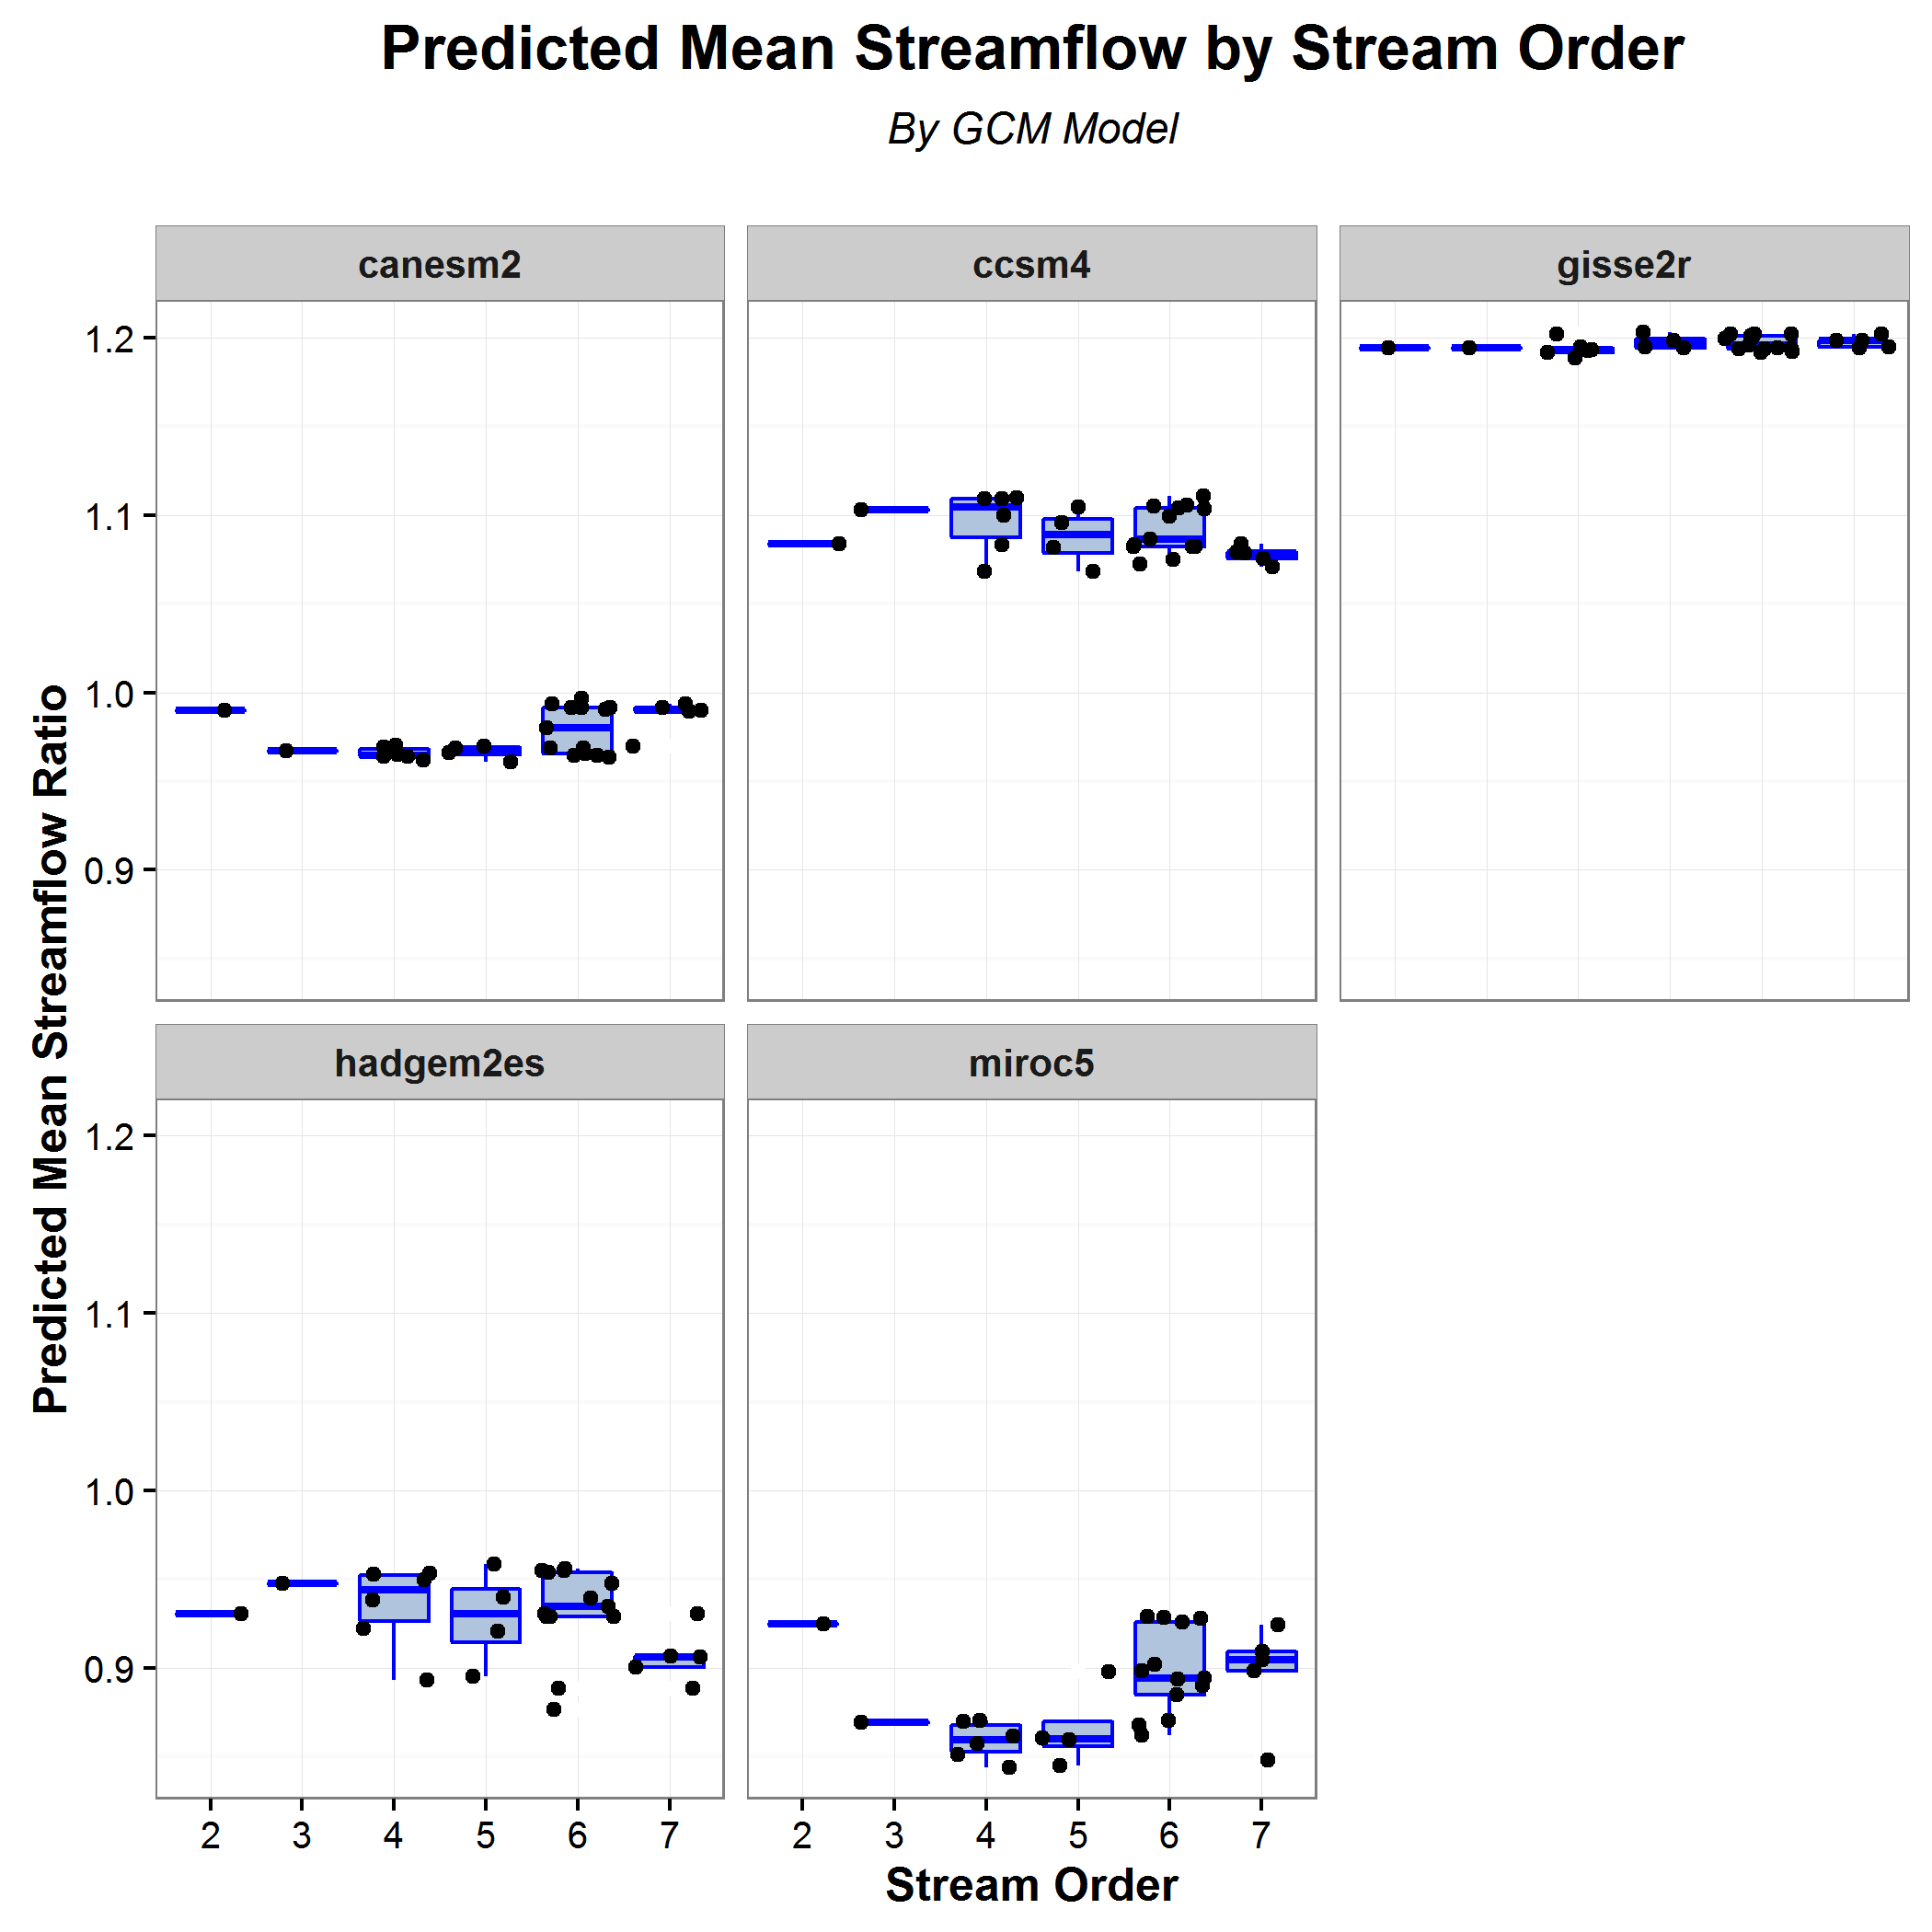 Predicted Mean Streamflow by Stream Order
By GCM Model
canesm2
ccsm4
gisse2r
1.2
1.1
1.0
0.9
Predicted Mean Streamflow Ratio
hadgem2es
miroc5
1.2
1.1
1.0
0.9
2 3 4 5 6 7
2 3 4 5 6 7
Stream Order